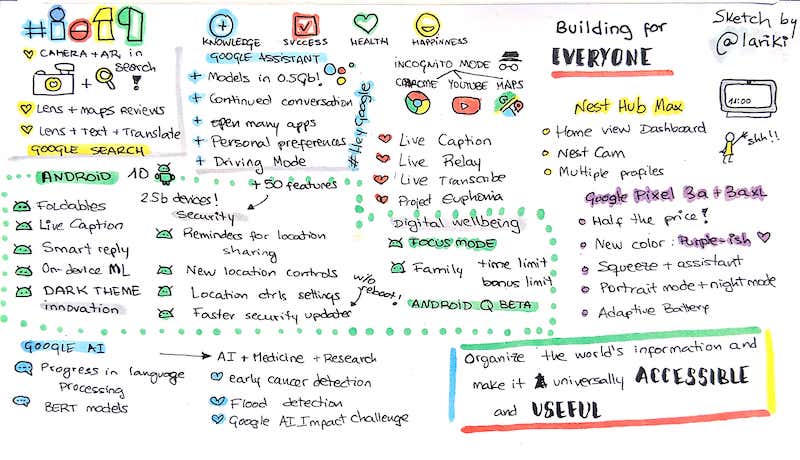 #io19
CAMERA + AR in
search
+
!
Lens + maps reviews
Lens + Text + Translate
GOOGLE SEARCH
KNOWLEDGE
SUCCESS
HEALTH
HAPPINNESS
GOOGLE ASSISTANT
+ Models in 0.5Gb!
+ Continued conversation
+ open many apps
+ Personal preferences
+ Driving Mode
#HeyGoogle
INCOGNITO MODE
CHROME YOUTUBE MAPS
Live Caption
Live Relay
Live Transcribe
Project Euphonia
Building for
EVERYONE
Sketch by
@lariki
11:00
shh!!
Nest Hub Max
Home view Dashboard
Nest Cam
Multiple profiles
Google Pixel 3a + 3a XL
Half the price!
New color: Purple-ish
Squeeze + assistant
Portrait mode + night mode
Adaptive Battery
ANDROID 10
2.5b devices!
+ 50 features
Foldables
Live Caption
Smart reply
On-device ML
DARK THEME
innovation
security
Reminders for location
sharing
New location controls
Location ctrls settings
Faster security updater
w/o
reboot!
Digital wellbeing
FOCUS MODE
Family
time limit
bonus limit
ANDROID Q BETA
GOOGLE AI
Progress in language
processing
BERT models
AI + Medicine + Research
early cancer detection
Flood detection
Google AI Impact challenge
Organize the world's information and
make it universally ACCESSIBLE
and USEFUL